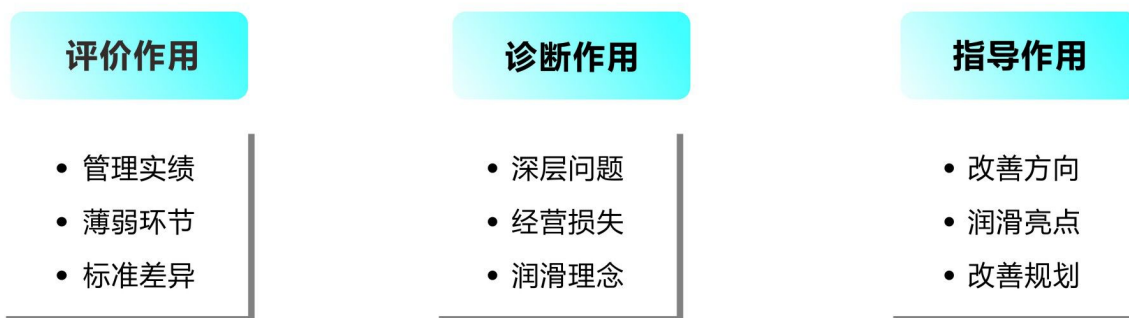 评价作用
管理实绩
薄弱环节
标准差异
诊断作用
深层问题
经营损失
润滑理念
指导作用
改善方向
润滑亮点
改善规划